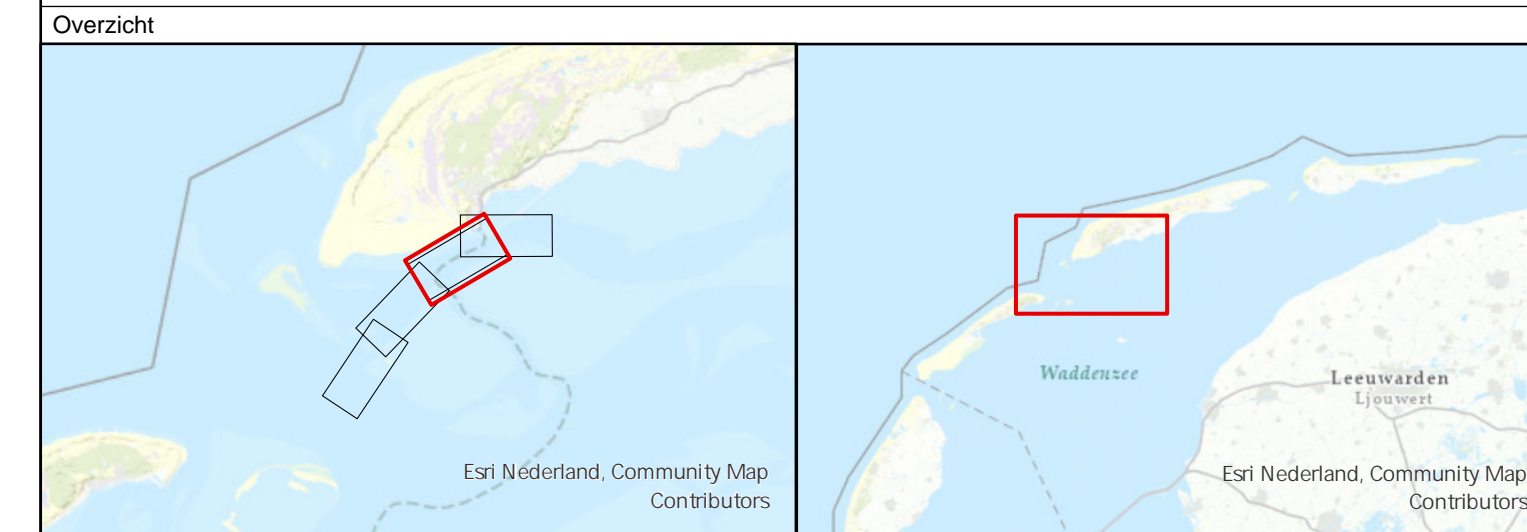 Overzicht
Esri Nederland, Community Map
Contributors
Waddenzee
Leeuwarden
Ljouwert
Esri Nederland, Community Map
Contributors